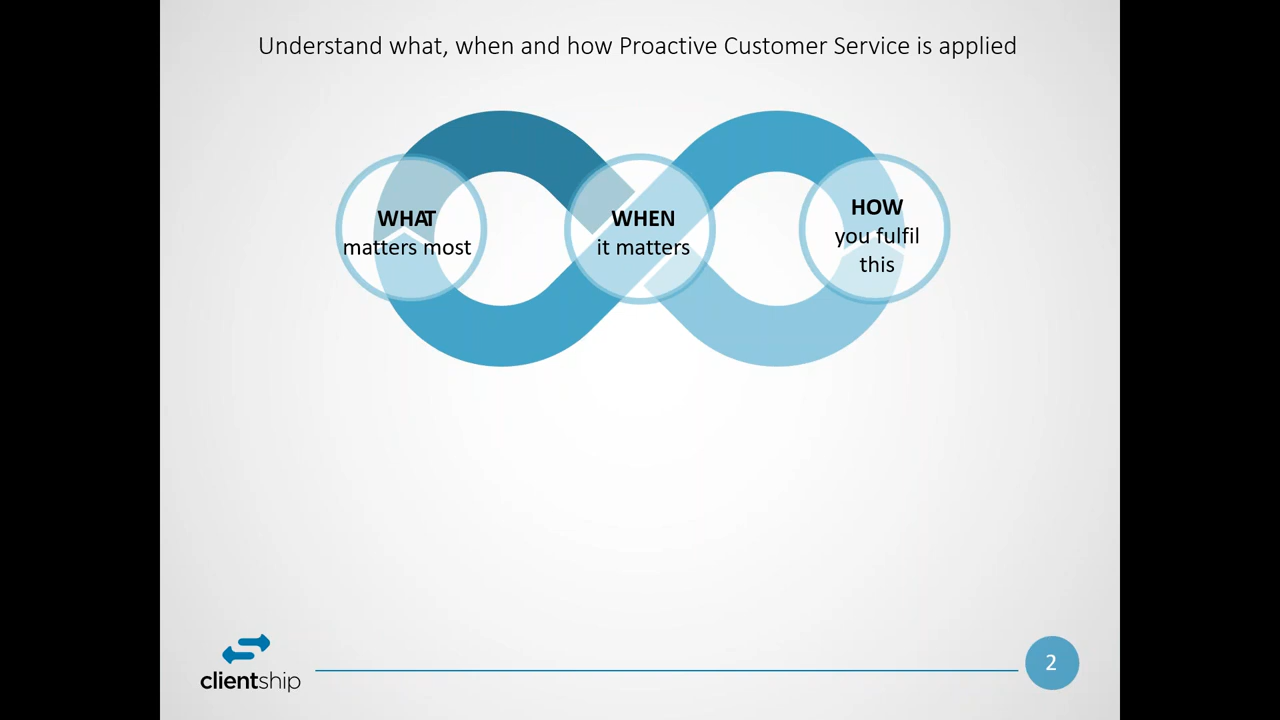 Understand what, when and how Proactive Customer Service is applied
WHAT
matters most
WHEN
it matters
HOW
you fulfil
this
clientship
2